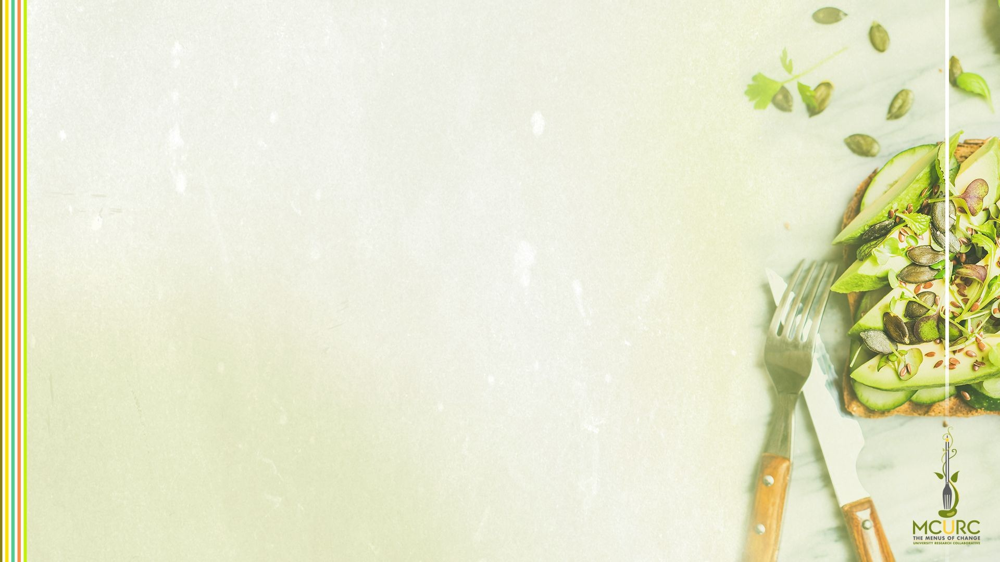 MCURC
THE MENUS OF CHANGE
UNIVERSITY RESEARCH COLLABORATIVE